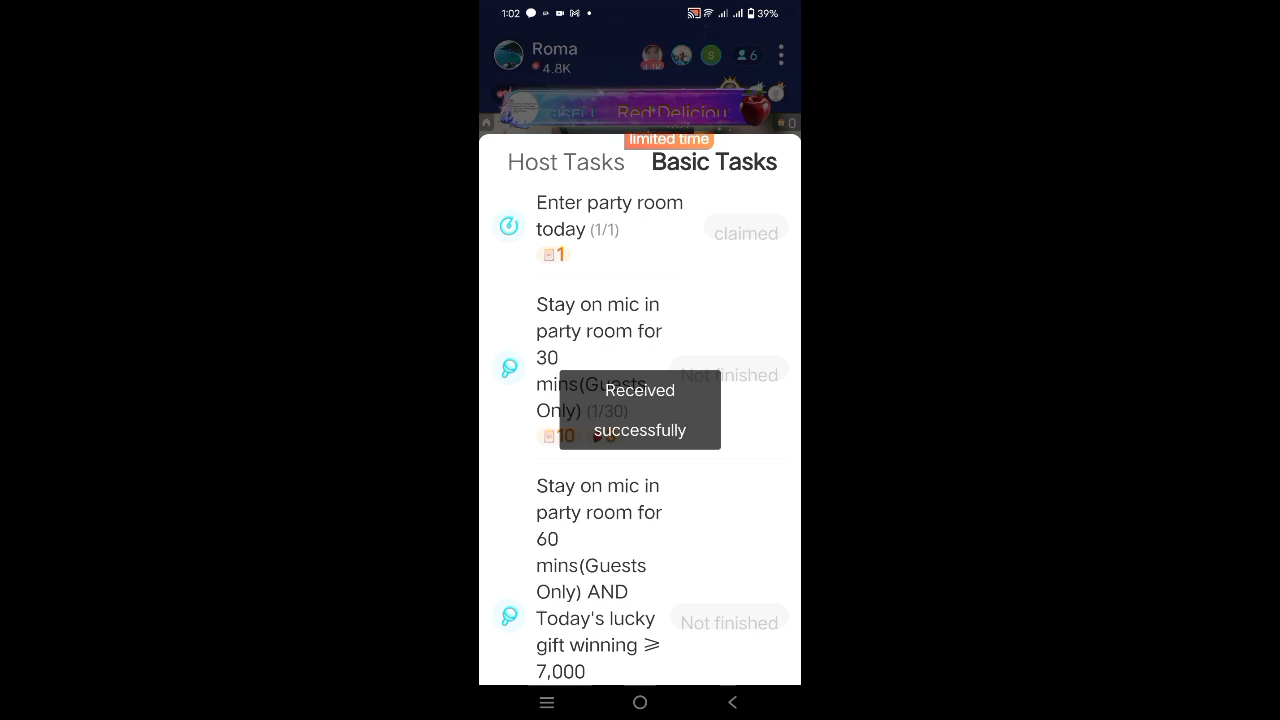 1:02
39%
Roma
4.8K
S
6
Red Deliciou
0
limited time
Host Tasks
Basic Tasks
Enter party room
today (1/1)
claimed
1
Stay on mic in
party room for
30
mins(Guests
Only) (1/30)
Not finished
10
Received
successfully
Stay on mic in
party room for
60
mins(Guests
Only) AND
Today's lucky
gift winning ⩾
7,000
Not finished